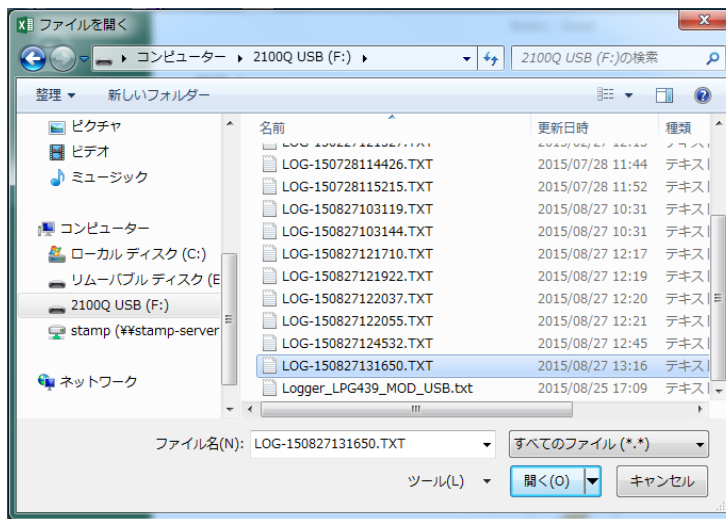 ファイルを開く
コンピューター ▸ 2100Q USB (F:) ▸
2100Q USB (F:)の検索
整理 ▼ 新しいフォルダー
ピクチャ
ビデオ
ミュージック
コンピューター
ローカル ディスク (C:)
リムーバブル ディスク (E
2100Q USB (F:)
stamp (¥¥stamp-server
ネットワーク
名前 更新日時 種類
LOG-150728114426.TXT 2015/07/28 11:44 テキスト
LOG-150728115215.TXT 2015/07/28 11:52 テキスト
LOG-150827103119.TXT 2015/08/27 10:31 テキスト
LOG-150827103144.TXT 2015/08/27 10:31 テキスト
LOG-150827121710.TXT 2015/08/27 12:17 テキスト
LOG-150827121922.TXT 2015/08/27 12:19 テキスト
LOG-150827122037.TXT 2015/08/27 12:20 テキスト
LOG-150827122055.TXT 2015/08/27 12:21 テキスト
LOG-150827124532.TXT 2015/08/27 12:45 テキスト
LOG-150827131650.TXT 2015/08/27 13:16 テキスト
Logger_LPG439_MOD_USB.txt 2015/08/25 17:09 テキスト
ファイル名(N): LOG-150827131650.TXT すべてのファイル (*.*)
ツール(L) ▼ 開く(O) ▼ キャンセル